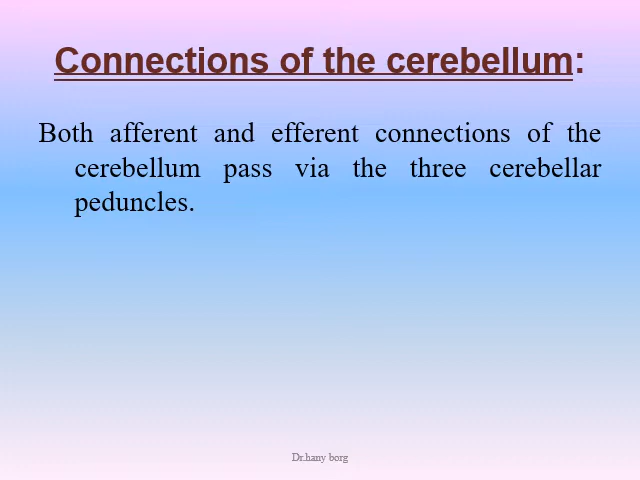 Connections of the cerebellum:
Both afferent and efferent connections of the
cerebellum pass via the three cerebellar
peduncles.
Dr.hany borg